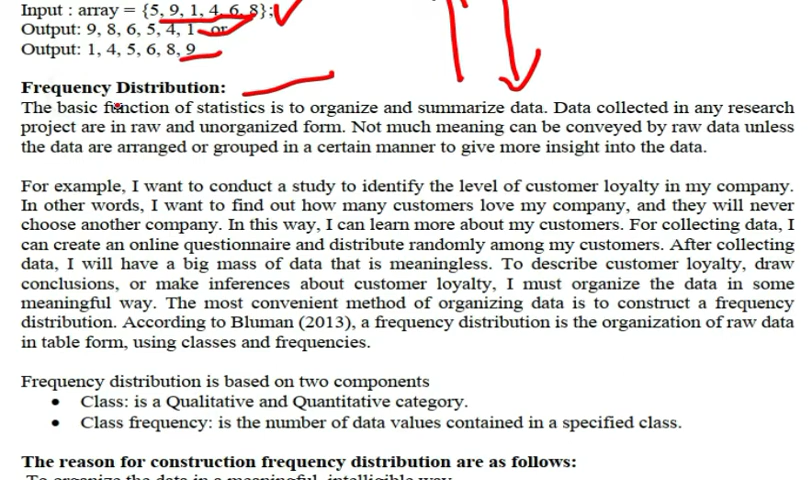 Input : array = {5, 9, 1, 4, 6, 8};
Output: 9, 8, 6, 5, 4, 1 or
Output: 1, 4, 5, 6, 8, 9
Frequency Distribution:
The basic function of statistics is to organize and summarize data. Data collected in any research
project are in raw and unorganized form. Not much meaning can be conveyed by raw data unless
the data are arranged or grouped in a certain manner to give more insight into the data.
For example, I want to conduct a study to identify the level of customer loyalty in my company.
In other words, I want to find out how many customers love my company, and they will never
choose another company. In this way, I can learn more about my customers. For collecting data, I
can create an online questionnaire and distribute randomly among my customers. After collecting
data, I will have a big mass of data that is meaningless. To describe customer loyalty, draw
conclusions, or make inferences about customer loyalty, I must organize the data in some
meaningful way. The most convenient method of organizing data is to construct a frequency
distribution. According to Bluman (2013), a frequency distribution is the organization of raw data
in table form, using classes and frequencies.
Frequency distribution is based on two components
• Class: is a Qualitative and Quantitative category.
• Class frequency: is the number of data values contained in a specified class.
The reason for construction frequency distribution are as follows:
To organize the data in a meaningful, intelligible way